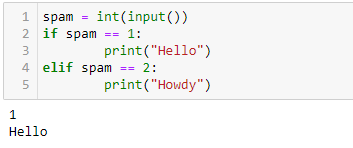 1 spam = int(input())
2 if spam == 1:
3         print("Hello")
4 elif spam == 2:
5         print("Howdy")
1
Hello